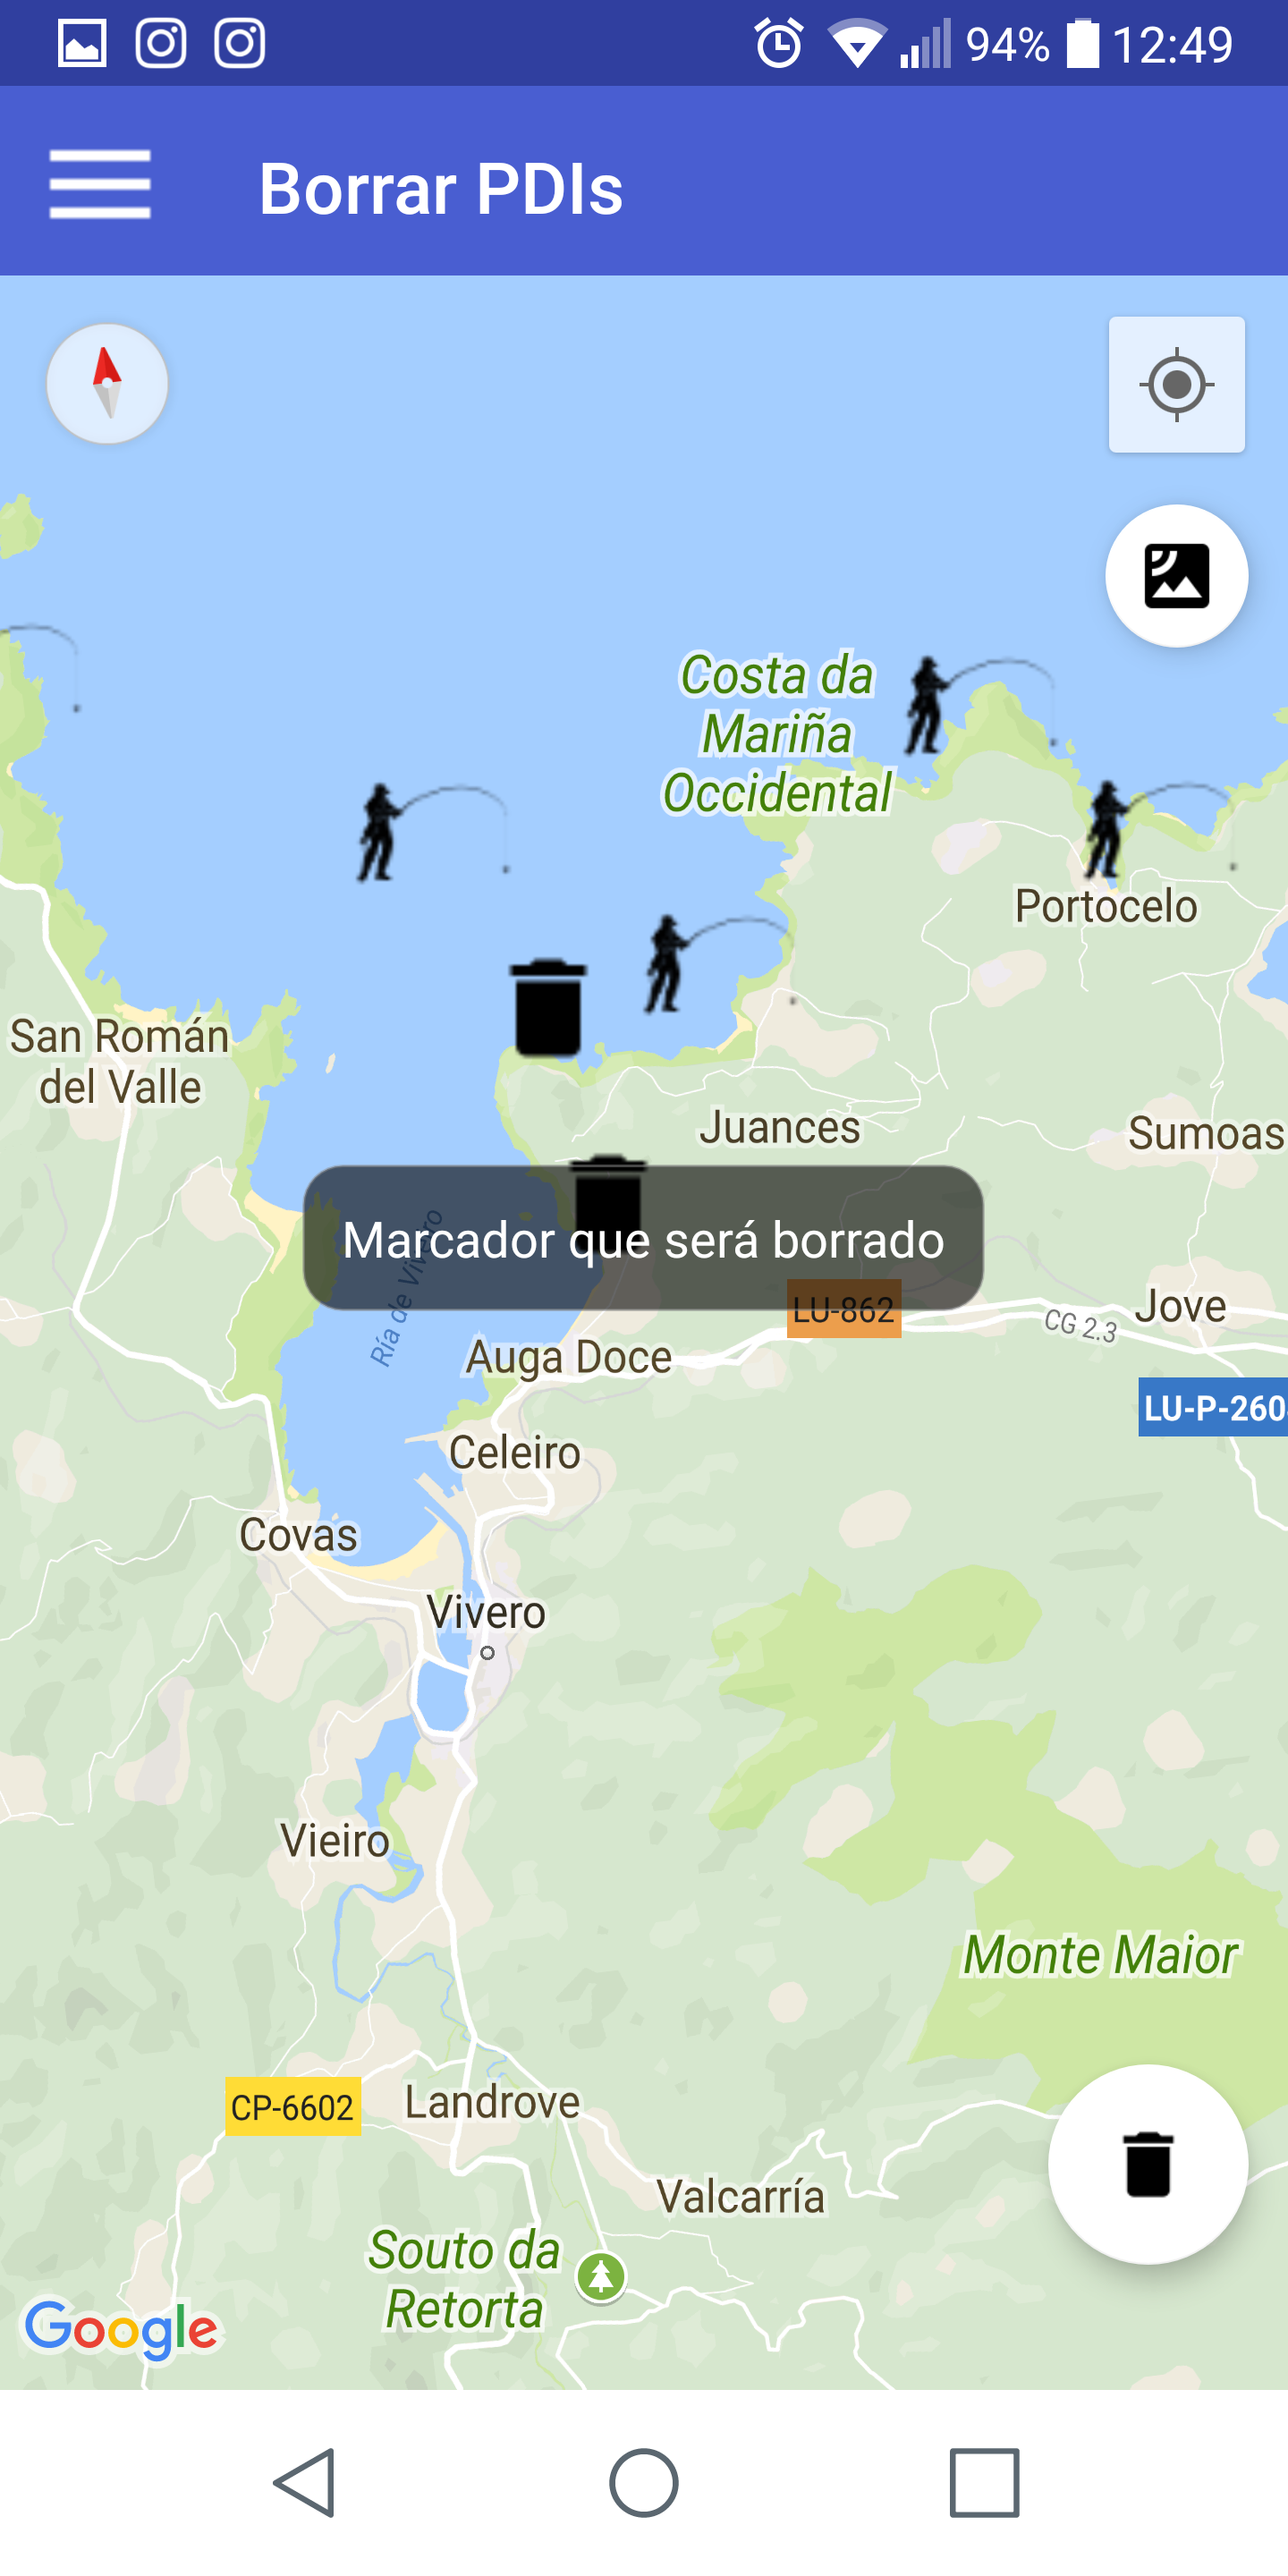 94% 12:49
Borrar PDIs
Costa da
Mariña
Occidental
Portocelo
San Román
del Valle
Juances
Sumoas
Marcador que será borrado
Ría de Viveiro
LU-862
CG 2.3
Jove
Auga Doce
LU-P-260
Celeiro
Covas
Vivero
Vieiro
Monte Maior
CP-6602
Landrove
Valcarría
Souto da
Retorta
Google